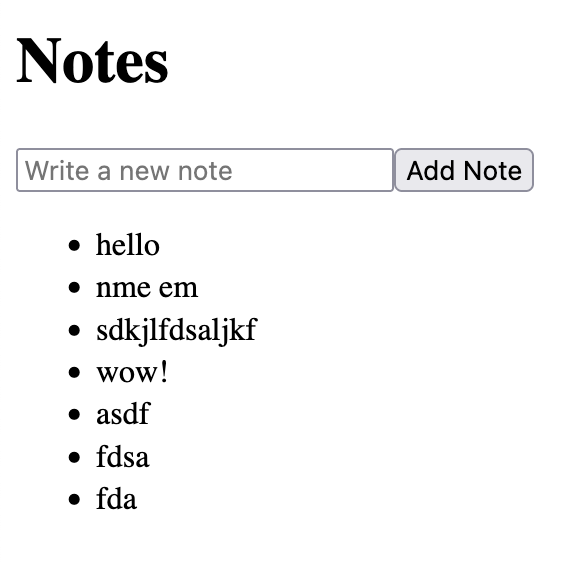 Notes
Write a new note Add Note
hello
nme em
sdkjlfdsaljkf
wow!
asdf
fdsa
fda